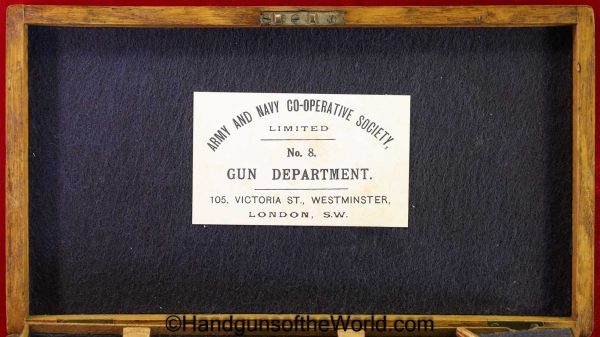 ARMY AND NAVY CO-OPERATIVE SOCIETY,
LIMITED
No. 8.
GUN DEPARTMENT.
105, VICTORIA ST., WESTMINSTER,
LONDON, S.W.
©HandgunsoftheWorld.com